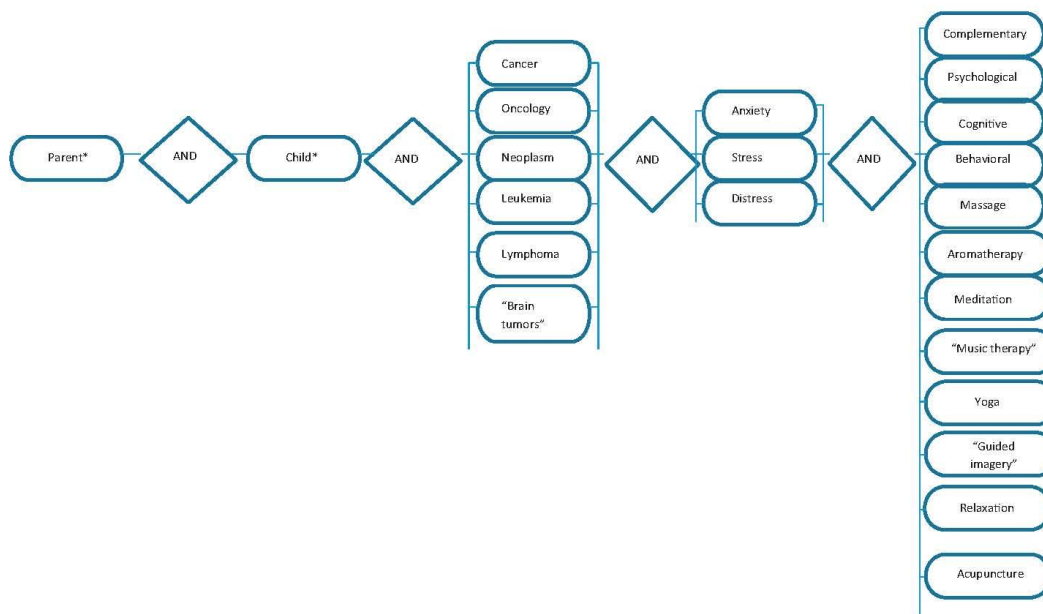 Parent*
AND
Child*
AND
Cancer
Oncology
Neoplasm
Leukemia
Lymphoma
“Brain
tumors”
AND
Anxiety
Stress
Distress
AND
Complementary
Psychological
Cognitive
Behavioral
Massage
Aromatherapy
Meditation
“Music therapy”
Yoga
“Guided
imagery”
Relaxation
Acupuncture